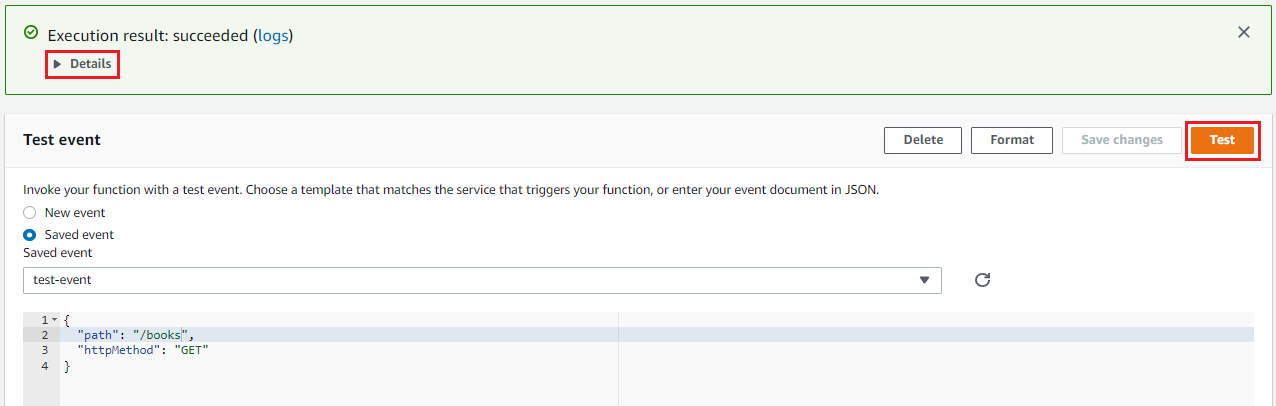 Execution result: succeeded (logs)
Details
Test event
Delete
Format
Save changes
Test
Invoke your function with a test event. Choose a template that matches the service that triggers your function, or enter your event document in JSON.
New event
Saved event
Saved event
test-event
1 {
2 "path": "/books",
3 "httpMethod": "GET"
4 }